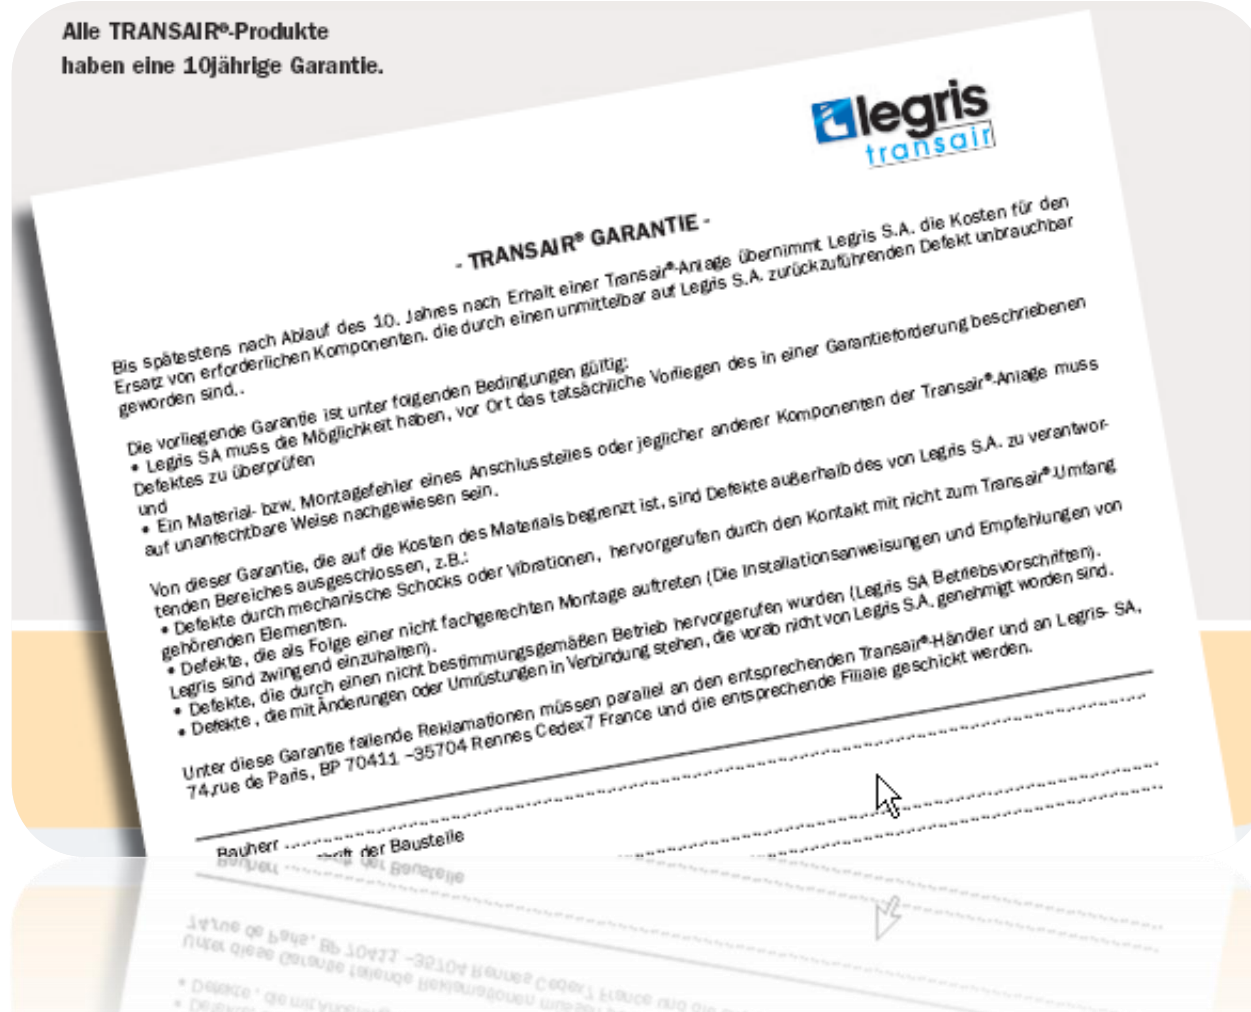 Alle TRANSAIR®-Produkte
haben eine 10jährige Garantie.
legris
transair
- TRANSAIR® GARANTIE -
Bis spätestens nach Ablauf des 10. Jahres nach Erhalt einer Transair®-Anlage übernimmt Legris S.A. die Kosten für den
Ersatz von erforderlichen Komponenten, die durch einen unmittelbar auf Legris S.A. zurückzuführenden Defekt unbrauchbar
geworden sind..
Die vorliegende Garantie ist unter folgenden Bedingungen gültig:
• Legris SA muss die Möglichkeit haben, vor Ort das tatsächliche Vorliegen des in einer Garantieforderung beschriebenen
Defektes zu überprüfen
und
• Ein Material- bzw. Montagefehler eines Anschlussteiles oder jeglicher anderer Komponenten der Transair®-Anlage muss
auf unanfechtbare Weise nachgewiesen sein.
Von dieser Garantie, die auf die Kosten des Materials begrenzt ist, sind Defekte außerhalb des von Legris S.A. zu verantwor-
tenden Bereiches ausgeschlossen, z.B.:
• Defekte durch mechanische Schocks oder Vibrationen, hervorgerufen durch den Kontakt mit nicht zum Transair®-Umfang
gehörenden Elementen.
• Defekte, die als Folge einer nicht fachgerechten Montage auftreten (Die Installationsanweisungen und Empfehlungen von
Legris sind zwingend einzuhalten).
• Defekte, die durch einen nicht bestimmungsgemäßen Betrieb hervorgerufen wurden (Legris SA Betriebsvorschriften).
• Defekte , die mit Änderungen oder Umrüstungen in Verbindung stehen, die vorab nicht von Legris S.A. genehmigt worden sind.
Unter diese Garantie fallende Reklamationen müssen parallel an den entsprechenden Transair®-Händler und an Legris- SA,
74,rue de Paris, BP 70411 –35704 Rennes Cedex7 France und die entsprechende Filiale geschickt werden.
Bauherr
der Baustelle